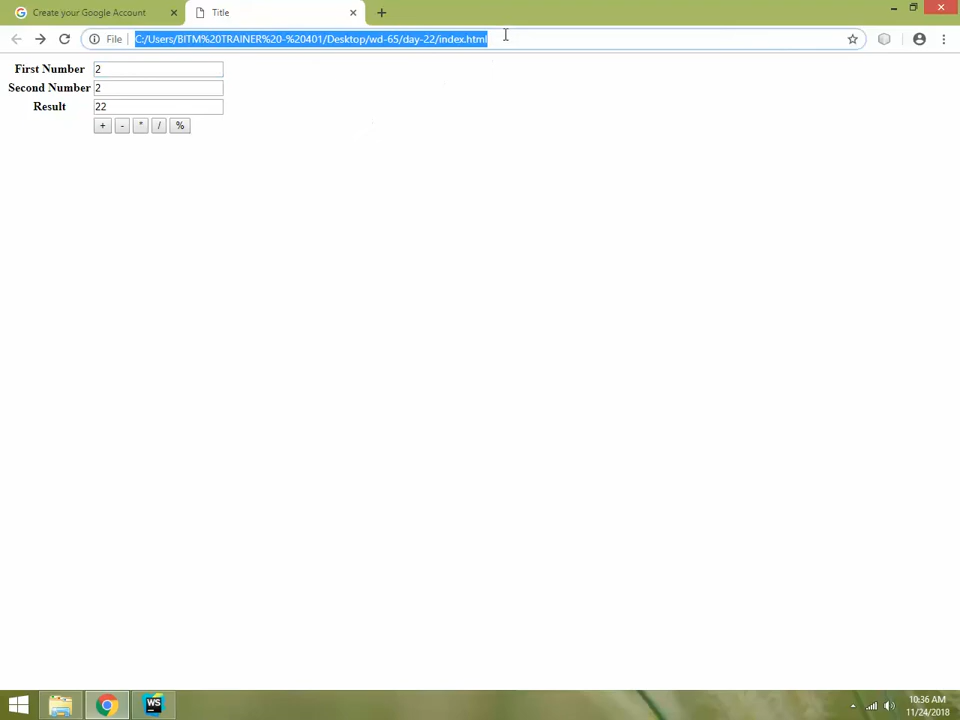 Create your Google Account
Title
File
C:/Users/BITM%20TRAINER%20-%20401/Desktop/wd-65/day-22/index.html
First Number 2
Second Number 2
Result 22
+ - * / %
WS
10:36 AM
11/24/2018